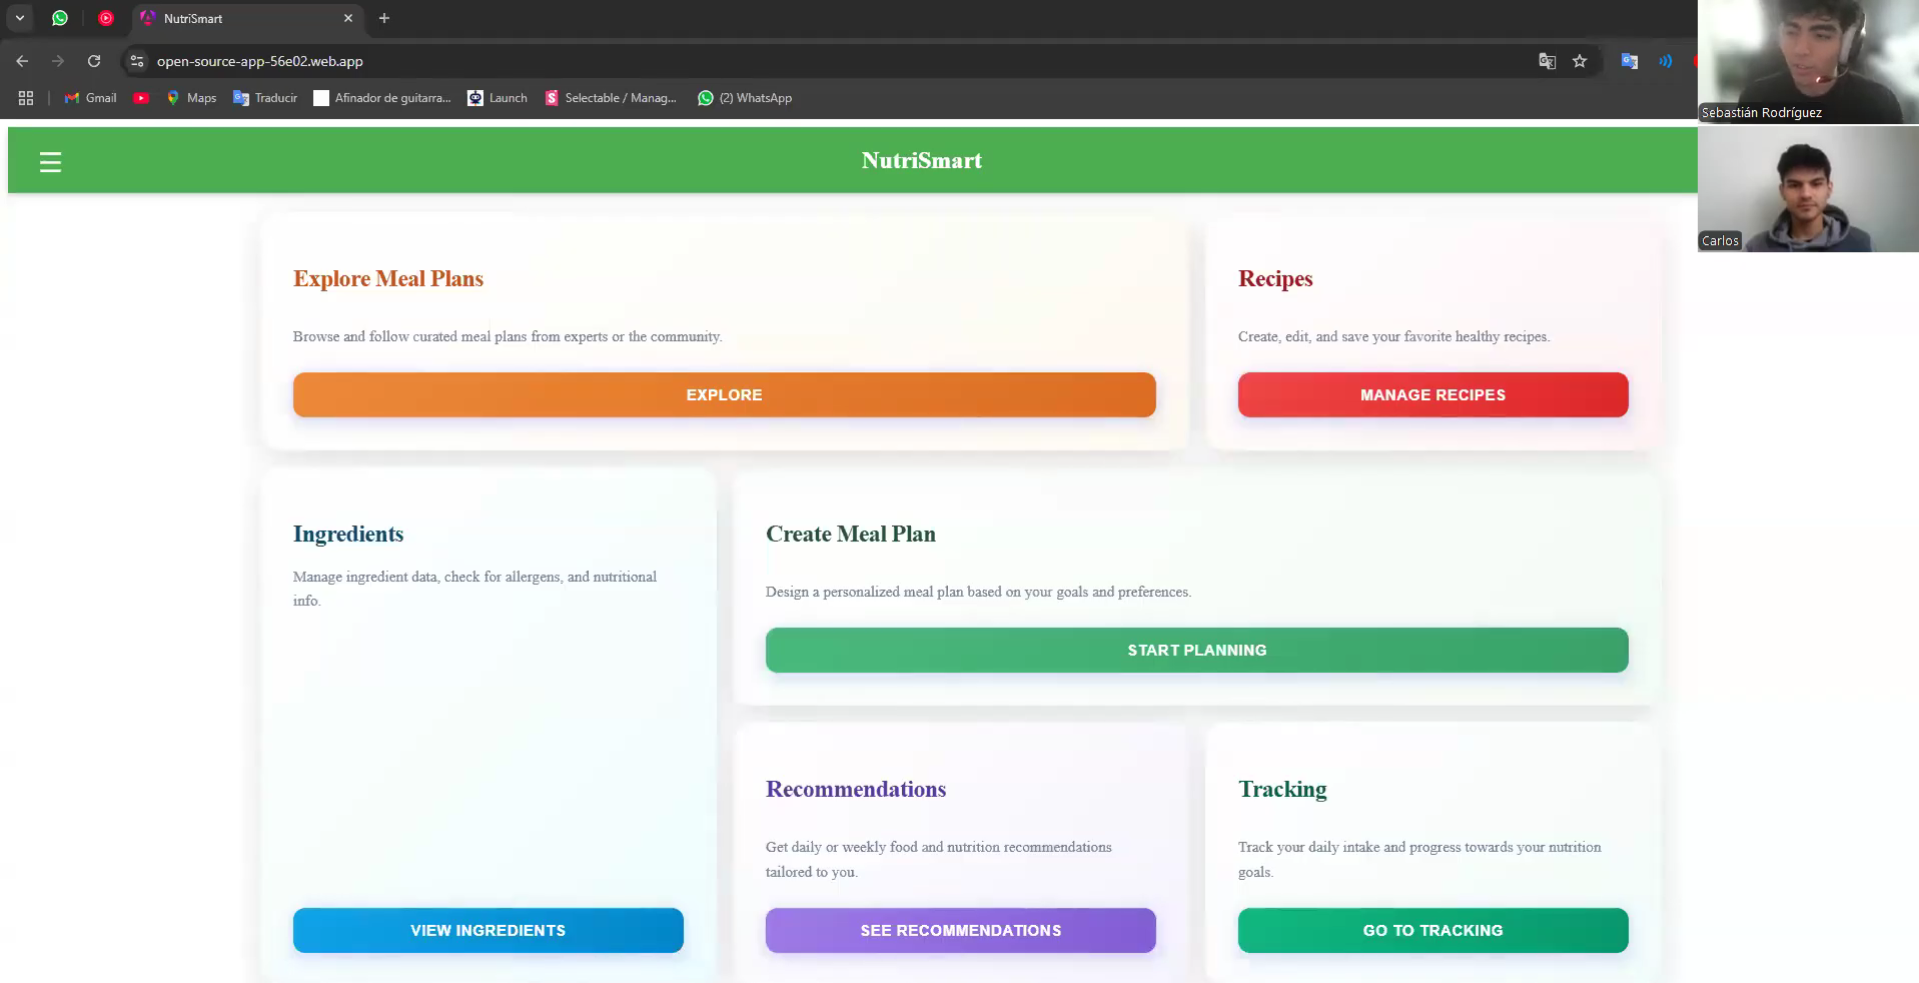 NutriSmart
open-source-app-56e02.web.app
Gmail
Maps
Traducir
Afinador de guitarra...
Launch
Selectable / Manag...
(2) WhatsApp
Sebastián Rodríguez
Carlos
NutriSmart
Explore Meal Plans
Browse and follow curated meal plans from experts or the community.
EXPLORE
Recipes
Create, edit, and save your favorite healthy recipes.
MANAGE RECIPES
Ingredients
Manage ingredient data, check for allergens, and nutritional
info.
VIEW INGREDIENTS
Create Meal Plan
Design a personalized meal plan based on your goals and preferences.
START PLANNING
Recommendations
Get daily or weekly food and nutrition recommendations
tailored to you.
SEE RECOMMENDATIONS
Tracking
Track your daily intake and progress towards your nutrition
goals.
GO TO TRACKING